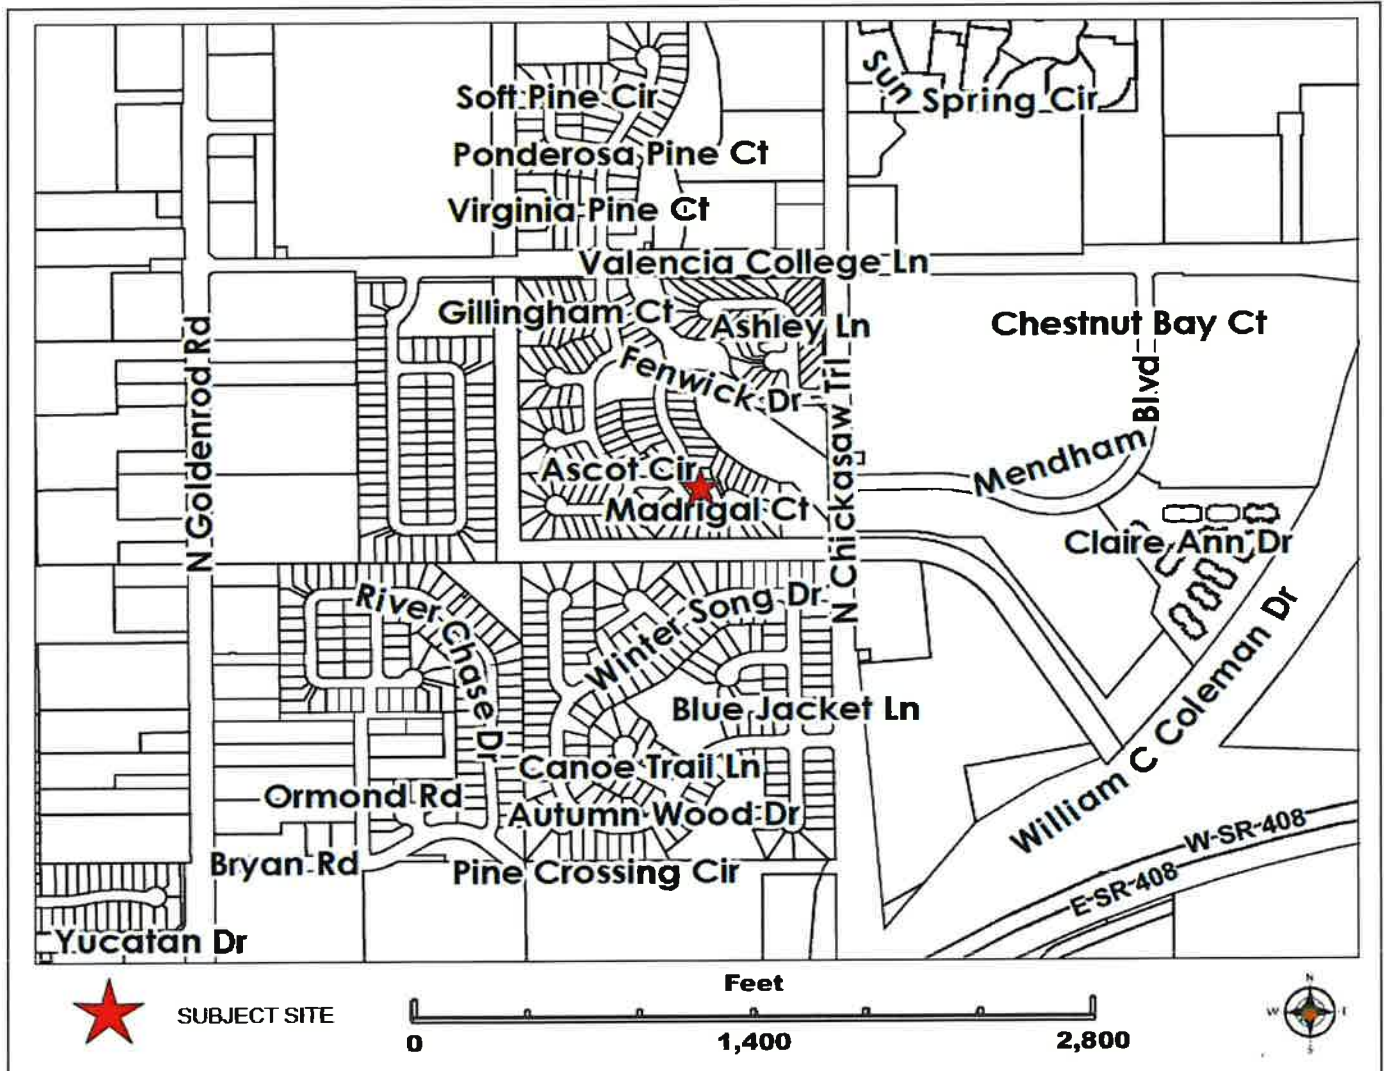 Sun Spring Cir
Soft Pine Cir
Ponderosa Pine Ct
Virginia Pine Ct
Valencia College Ln
Gillingham Ct
Ashley Ln
Chestnut Bay Ct
N Goldenrod Rd
Fenwick Dr
N Chickasaw Trl
Mendham Blvd
Ascot Cir
Madrigal Ct
Claire Ann Dr
River Chase Dr
Winter Song Dr
Blue Jacket Ln
William C Coleman Dr
Canoe Trail Ln
Ormond Rd
Autumn Wood Dr
W SR 408
E SR 408
Bryan Rd
Pine Crossing Cir
Yucatan Dr
Feet
SUBJECT SITE
0 1,400 2,800
N
W E
S